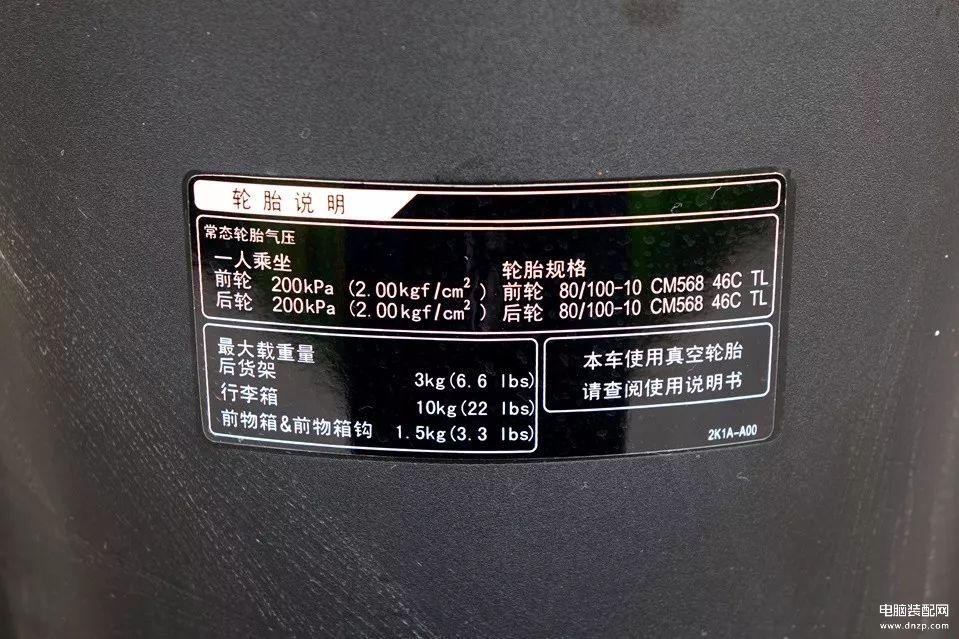 轮胎说明
常态轮胎气压
一人乘坐
前轮 200kPa (2.00kgf/cm²)
后轮 200kPa (2.00kgf/cm²)
轮胎规格
前轮 80/100-10 CM568 46C TL
后轮 80/100-10 CM568 46C TL
最大载重量
后货架 3kg(6.6 lbs)
行李箱 10kg(22 lbs)
前物箱&前物箱钩 1.5kg(3.3 lbs)
本车使用真空轮胎
请查阅使用说明书
2K1A-A00
电脑装配网
www.dnzp.com